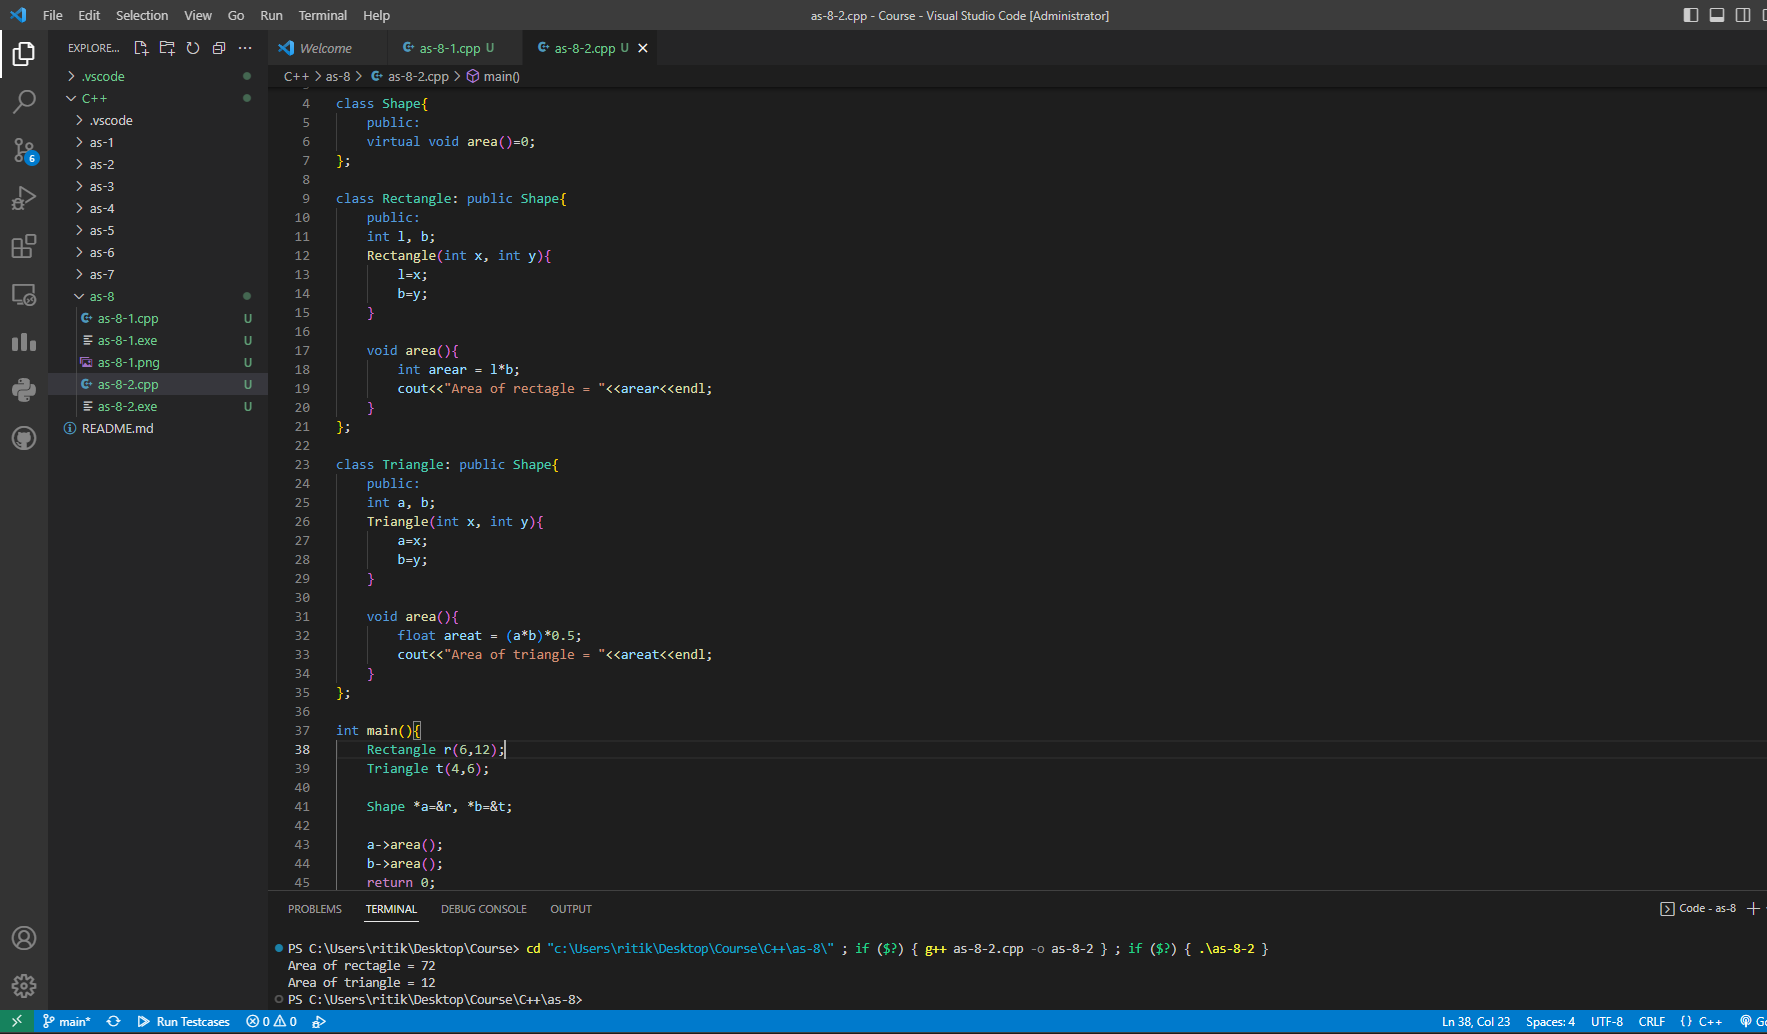 File Edit Selection View Go Run Terminal Help
as-8-2.cpp - Course - Visual Studio Code [Administrator]
EXPLORE...
Welcome
as-8-1.cpp U
as-8-2.cpp U
C++ > as-8 > as-8-2.cpp > main()
.vscode
C++
.vscode
as-1
as-2
as-3
as-4
as-5
as-6
as-7
as-8
as-8-1.cpp U
as-8-1.exe U
as-8-1.png U
as-8-2.cpp U
as-8-2.exe U
README.md
6
4 class Shape{
5     public:
6     virtual void area()=0;
7 };
8
9 class Rectangle: public Shape{
10     public:
11     int l, b;
12     Rectangle(int x, int y){
13         l=x;
14         b=y;
15     }
16
17     void area(){
18         int arear = l*b;
19         cout<<"Area of rectagle = "<<arear<<endl;
20     }
21 };
22
23 class Triangle: public Shape{
24     public:
25     int a, b;
26     Triangle(int x, int y){
27         a=x;
28         b=y;
29     }
30
31     void area(){
32         float areat = (a*b)*0.5;
33         cout<<"Area of triangle = "<<areat<<endl;
34     }
35 };
36
37 int main(){
38     Rectangle r(6,12);
39     Triangle t(4,6);
40
41     Shape *a=&r, *b=&t;
42
43     a->area();
44     b->area();
45     return 0;
PROBLEMS TERMINAL DEBUG CONSOLE OUTPUT
Code - as-8
PS C:\Users\ritik\Desktop\Course> cd "c:\Users\ritik\Desktop\Course\C++\as-8\" ; if ($?) { g++ as-8-2.cpp -o as-8-2 } ; if ($?) { .\as-8-2 }
Area of rectagle = 72
Area of triangle = 12
PS C:\Users\ritik\Desktop\Course\C++\as-8>
main* Run Testcases 0 0
Ln 38, Col 23 Spaces: 4 UTF-8 CRLF {} C++ Go